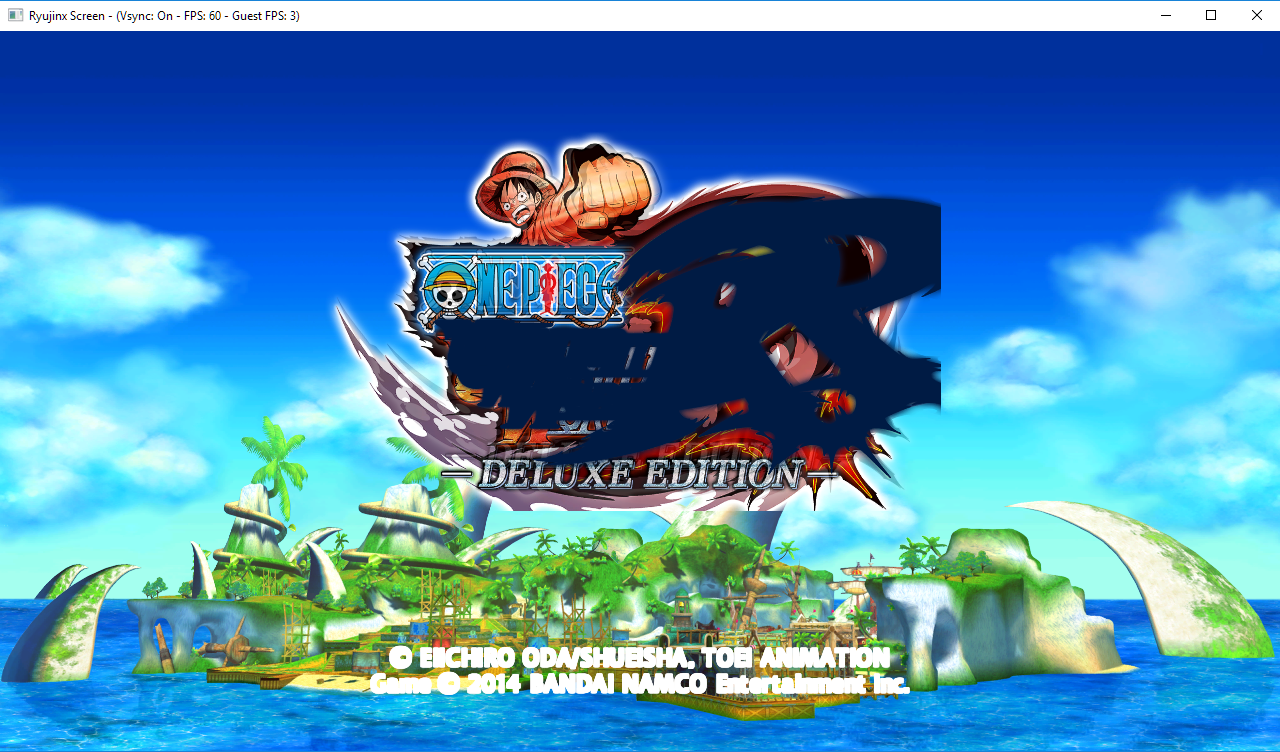 Ryujinx Screen - (Vsync: On - FPS: 60 - Guest FPS: 3)
ONE PIECE
— DELUXE EDITION —
© EIICHIRO ODA/SHUEISHA, TOEI ANIMATION
Game © 2014 BANDAI NAMCO Entertainment Inc.